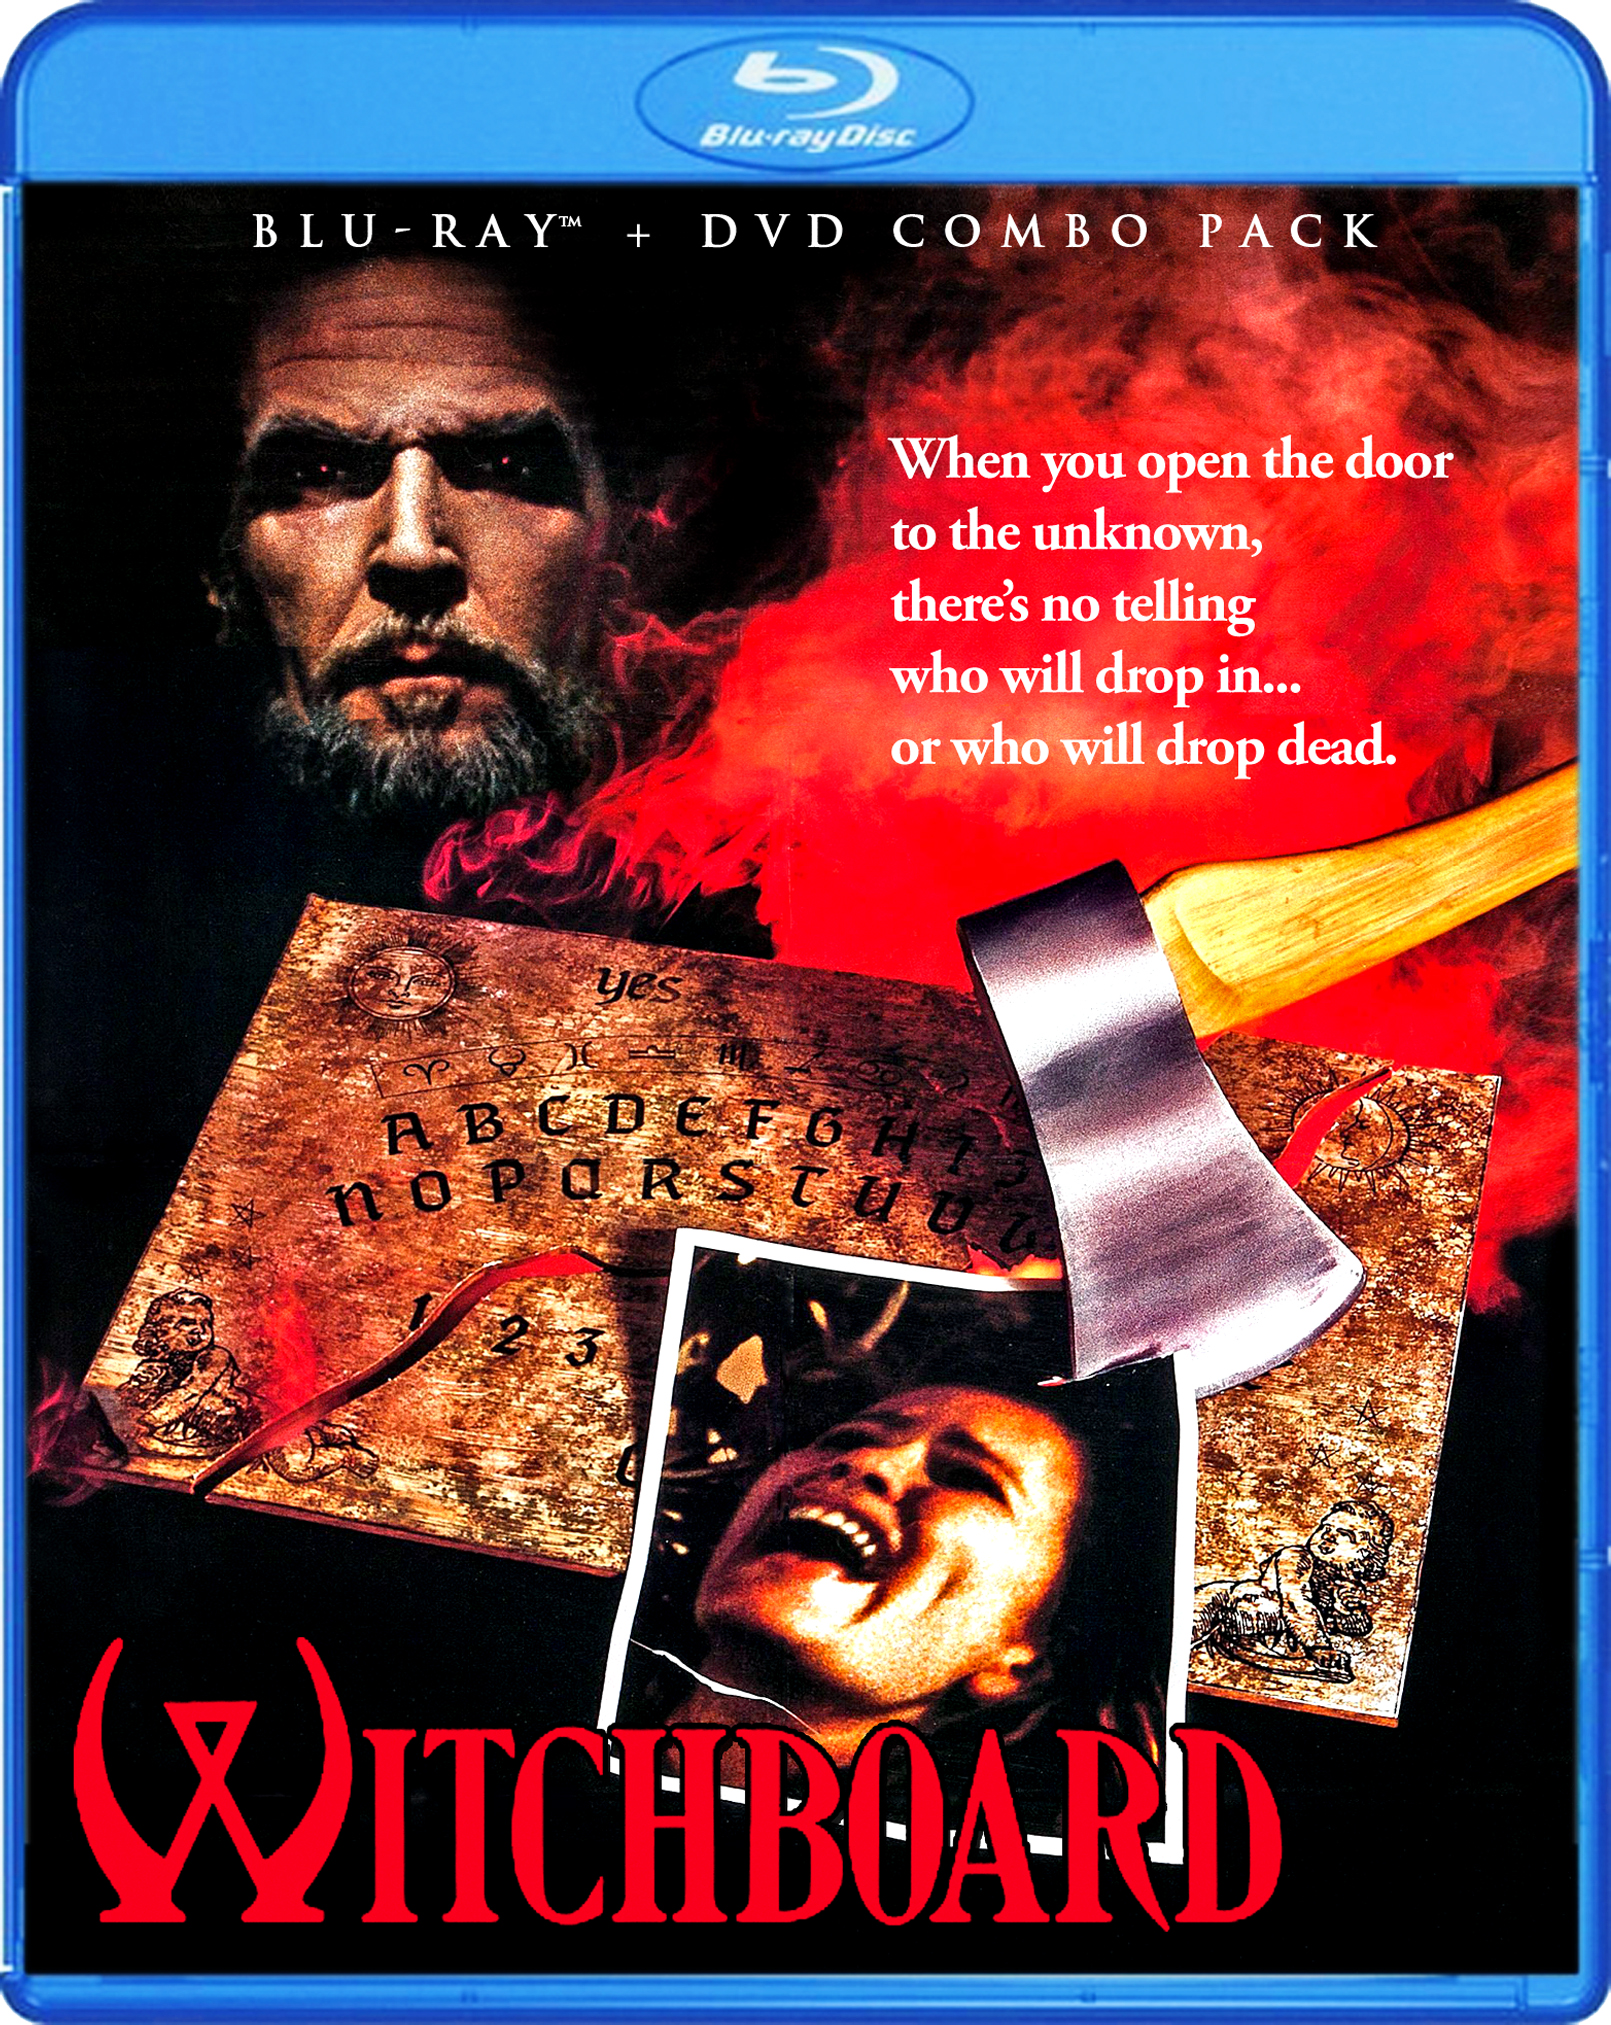 Blu-ray Disc
BLU-RAY™ + DVD COMBO PACK
When you open the door
to the unknown,
there's no telling
who will drop in...
or who will drop dead.
yes
A B C D E F G H I J
N O P Q R S T U V
1 2 3
WITCHBOARD